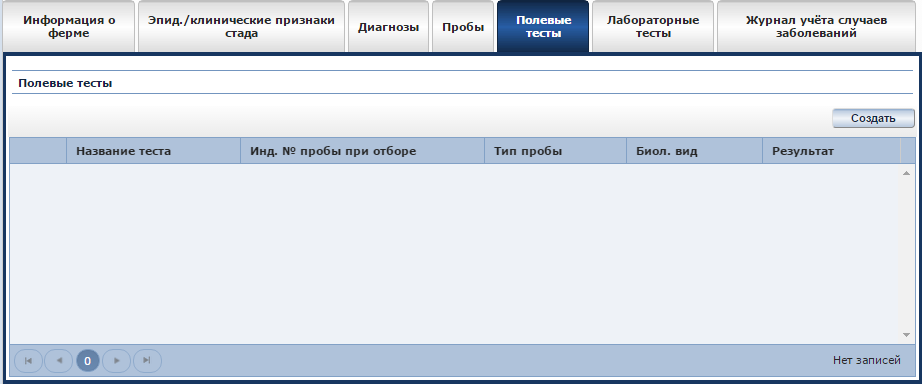 Информация о
ферме
Эпид./клинические признаки
стада
Диагнозы
Пробы
Полевые
тесты
Лабораторные
тесты
Журнал учёта случаев
заболеваний
Полевые тесты
Создать
Название теста
Инд. № пробы при отборе
Тип пробы
Биол. вид
Результат
0
Нет записей